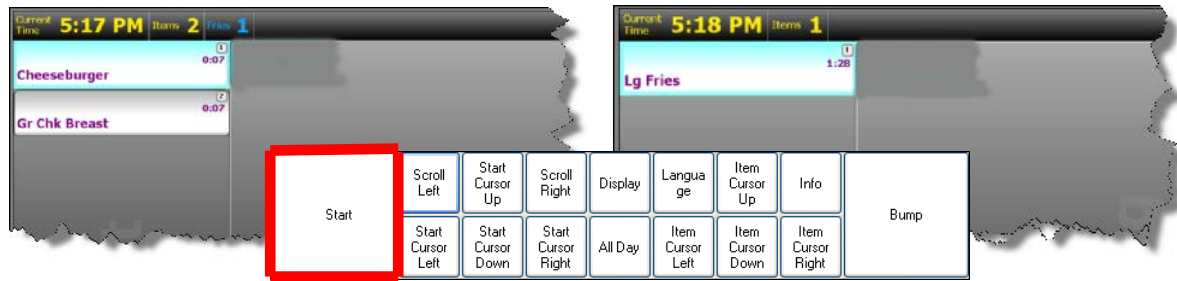 Current Time 5:17 PM Items 2 Fries 1
1
0:07
Cheeseburger
2
0:07
Gr Chk Breast
Current Time 5:18 PM Items 1
1
1:28
Lg Fries
Start
Scroll
Left
Start
Cursor
Up
Scroll
Right
Display
Langua
ge
Item
Cursor
Up
Info
Start
Cursor
Left
Start
Cursor
Down
Start
Cursor
Right
All Day
Item
Cursor
Left
Item
Cursor
Down
Item
Cursor
Right
Bump